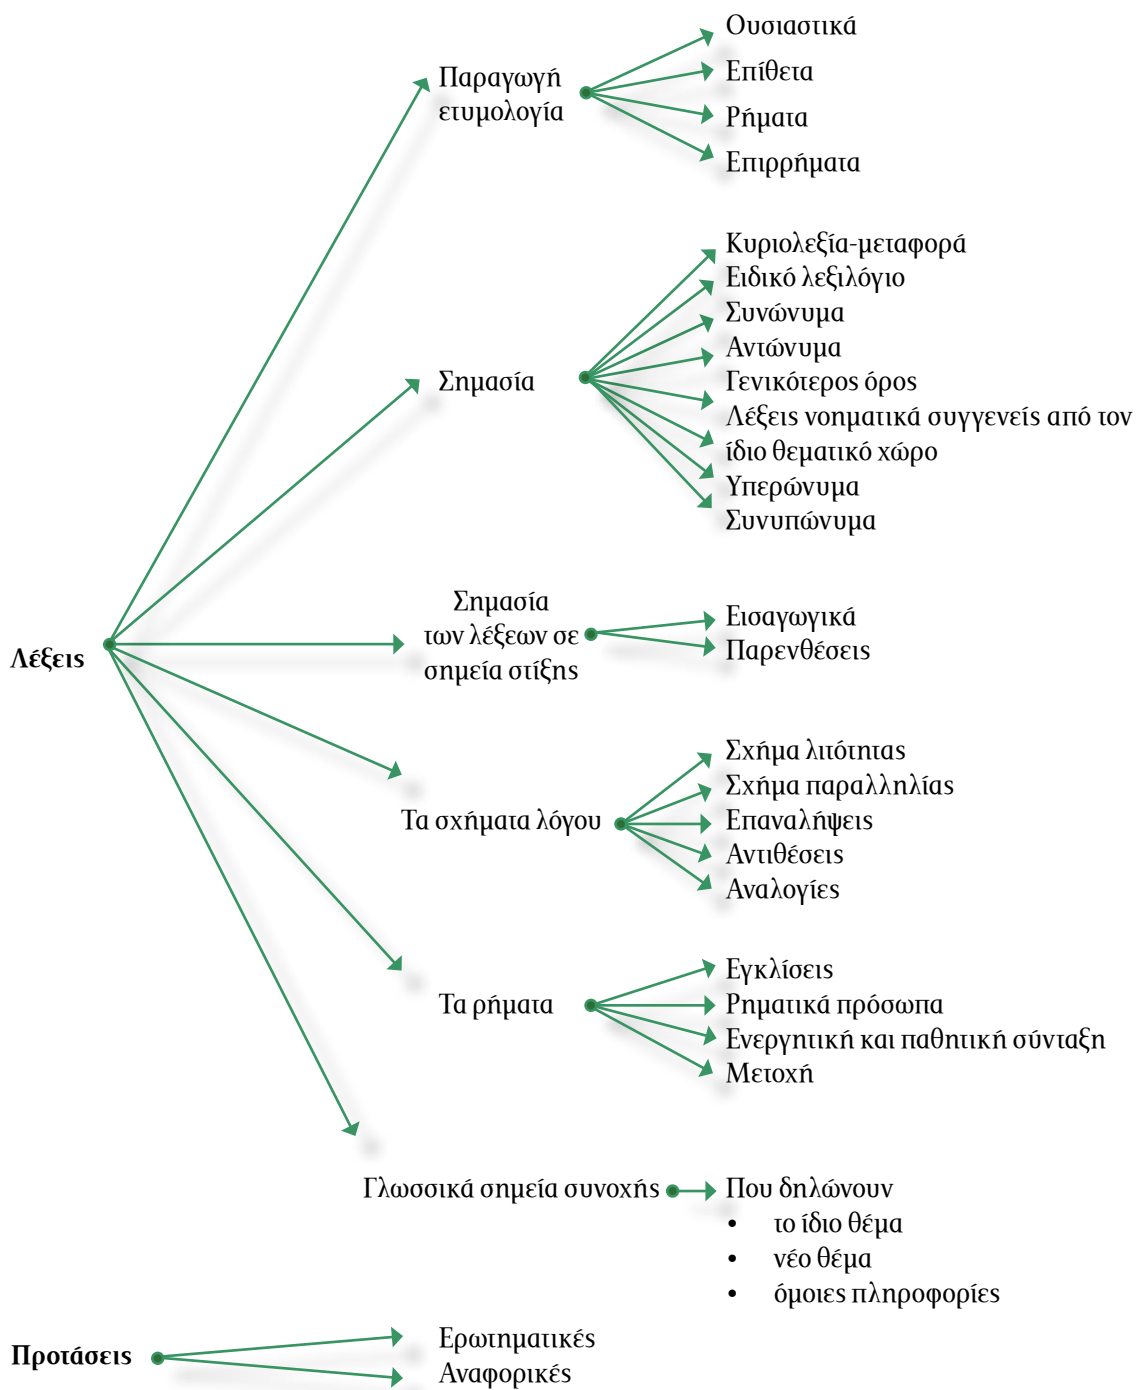 Λέξεις
Παραγωγή
ετυμολογία
Ουσιαστικά
Επίθετα
Ρήματα
Επιρρήματα
Σημασία
Κυριολεξία-μεταφορά
Ειδικό λεξιλόγιο
Συνώνυμα
Αντώνυμα
Γενικότερος όρος
Λέξεις νοηματικά συγγενείς από τον
ίδιο θεματικό χώρο
Υπερώνυμα
Συνυπώνυμα
Σημασία
των λέξεων σε
σημεία στίξης
Εισαγωγικά
Παρενθέσεις
Τα σχήματα λόγου
Σχήμα λιτότητας
Σχήμα παραλληλίας
Επαναλήψεις
Αντιθέσεις
Αναλογίες
Τα ρήματα
Εγκλίσεις
Ρηματικά πρόσωπα
Ενεργητική και παθητική σύνταξη
Μετοχή
Γλωσσικά σημεία συνοχής
Που δηλώνουν
• το ίδιο θέμα
• νέο θέμα
• όμοιες πληροφορίες
Προτάσεις
Ερωτηματικές
Αναφορικές